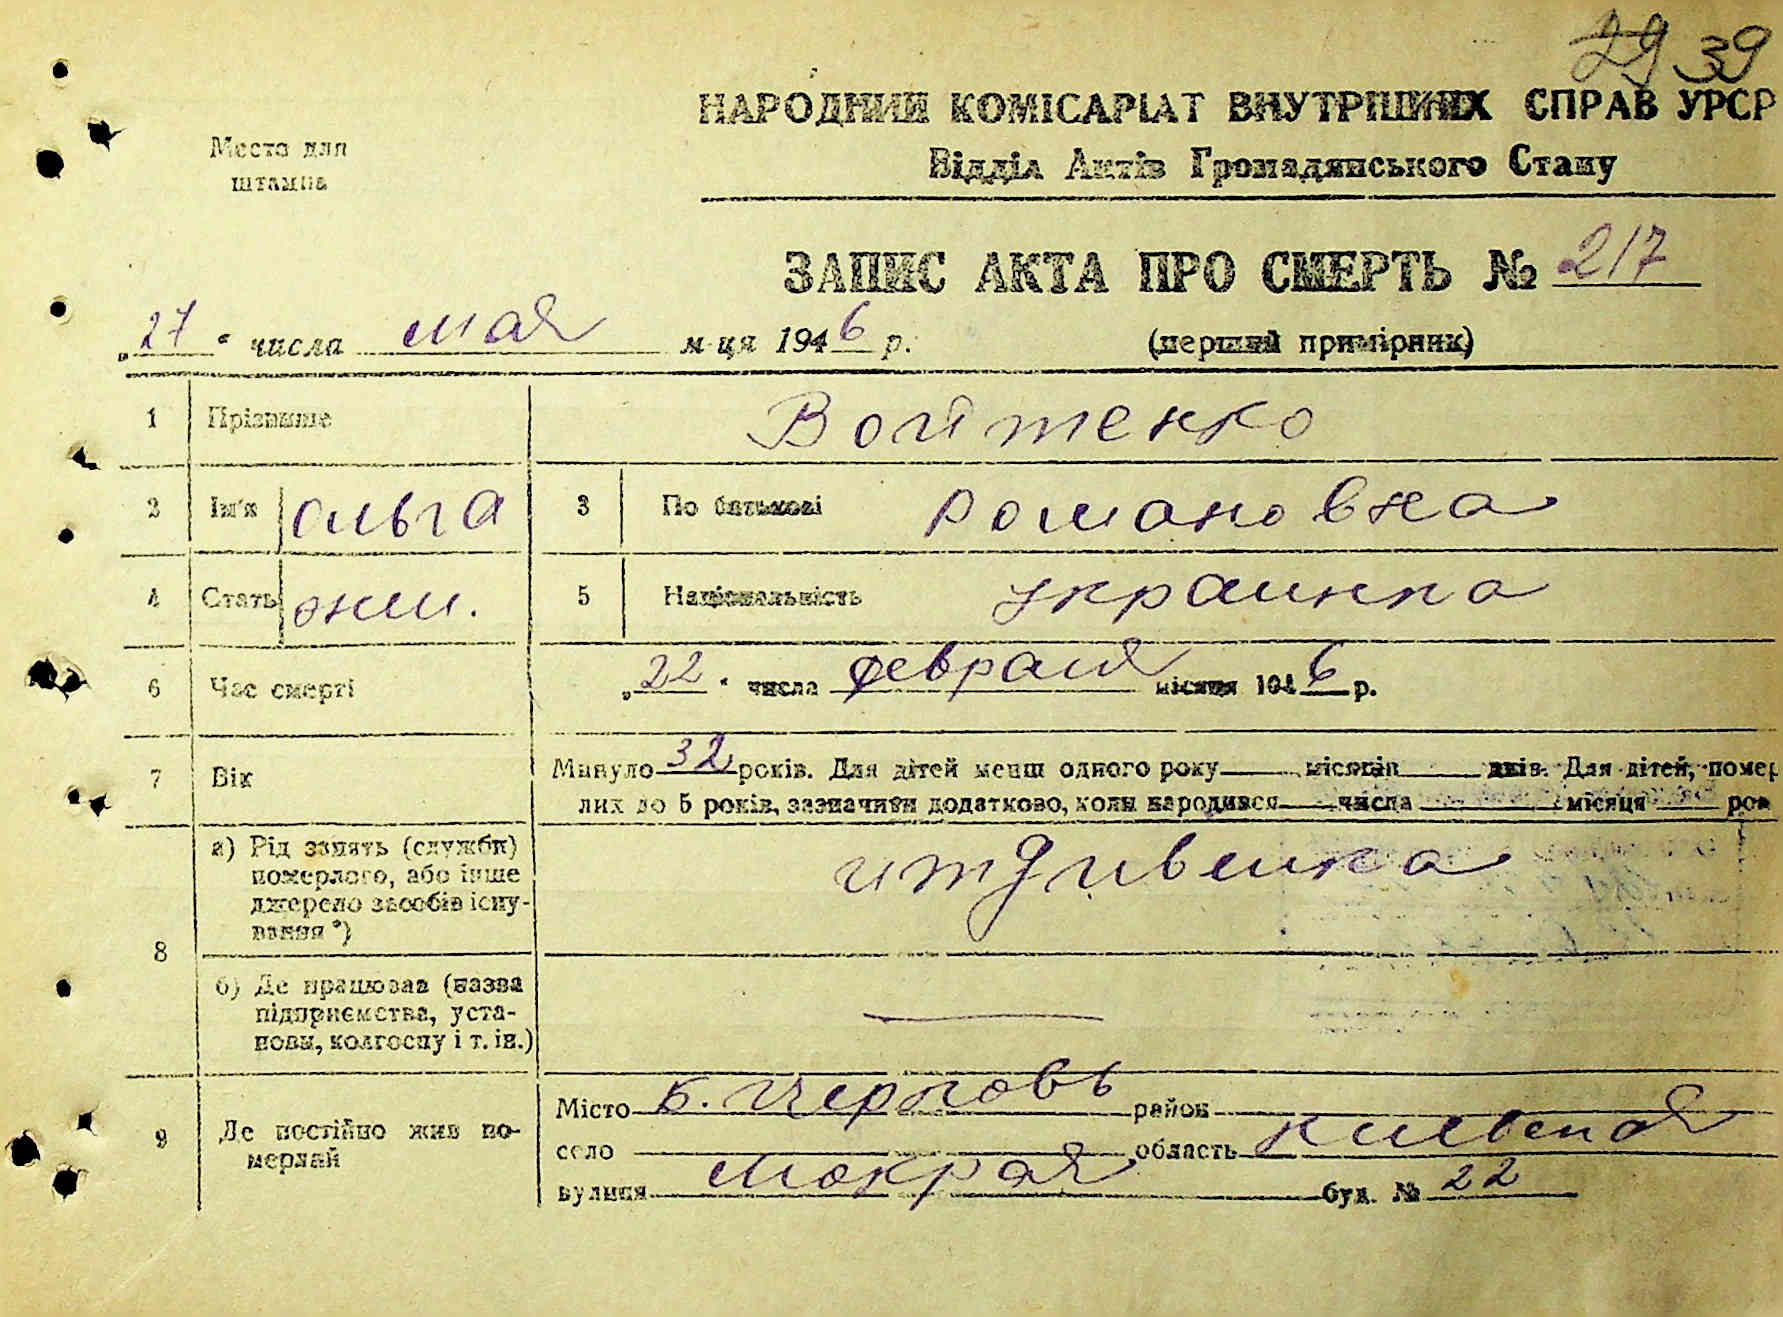 29 39
НАРОДНИЙ КОМІСАРІАТ ВНУТРІШНІХ СПРАВ УРСР
Место для штампа
Відділ Актів Громадянського Стану
ЗАПИС АКТА ПРО СМЕРТЬ № 217
„27“ числа мая м-ця 1946 р. (перший примірник)
1 Прізвище Войтенко
2 Ім'я Ольга 3 По батькові Романовна
4 Стать жен. 5 Національність украинка
6 Час смерті „22“ числа февраля місяця 1946 р.
7 Вік Минуло 32 років. Для дітей менш одного року місяців днів. Для дітей, помер
лих до 5 років, зазначити додатково, коли народився числа місяця рок
8 а) Рід занять (служби) померлого, або інше джерело засобів існування*) иждивенка
б) Де працював (назва підприємства, установи, колгоспу і т. ін.) —
9 Де постійно жив померлий Місто Б. Церковь район
село область Киевская
вулиця Мокрая буд. № 22